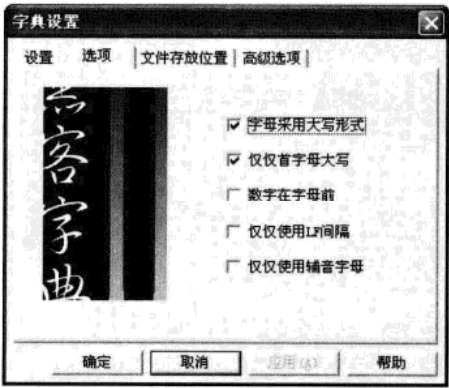 字典设置
设置 选项 文件存放位置 高级选项
黑客字典
字母采用大写形式
仅仅首字母大写
数字在字母前
仅仅使用LF间隔
仅仅使用辅音字母
确定 取消 应用(A) 帮助